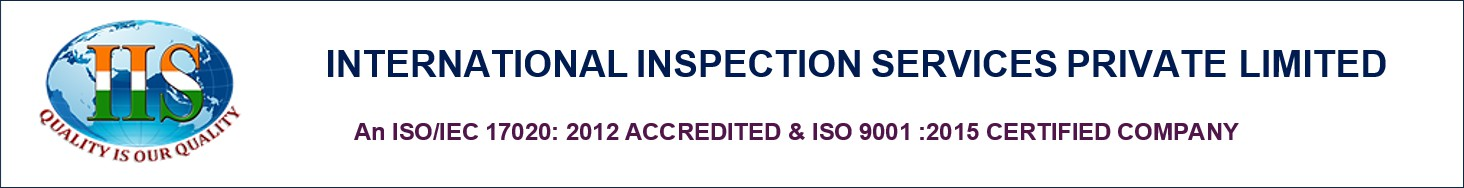 IIS
QUALITY IS OUR QUALITY
INTERNATIONAL INSPECTION SERVICES PRIVATE LIMITED
An ISO/IEC 17020: 2012 ACCREDITED & ISO 9001 :2015 CERTIFIED COMPANY